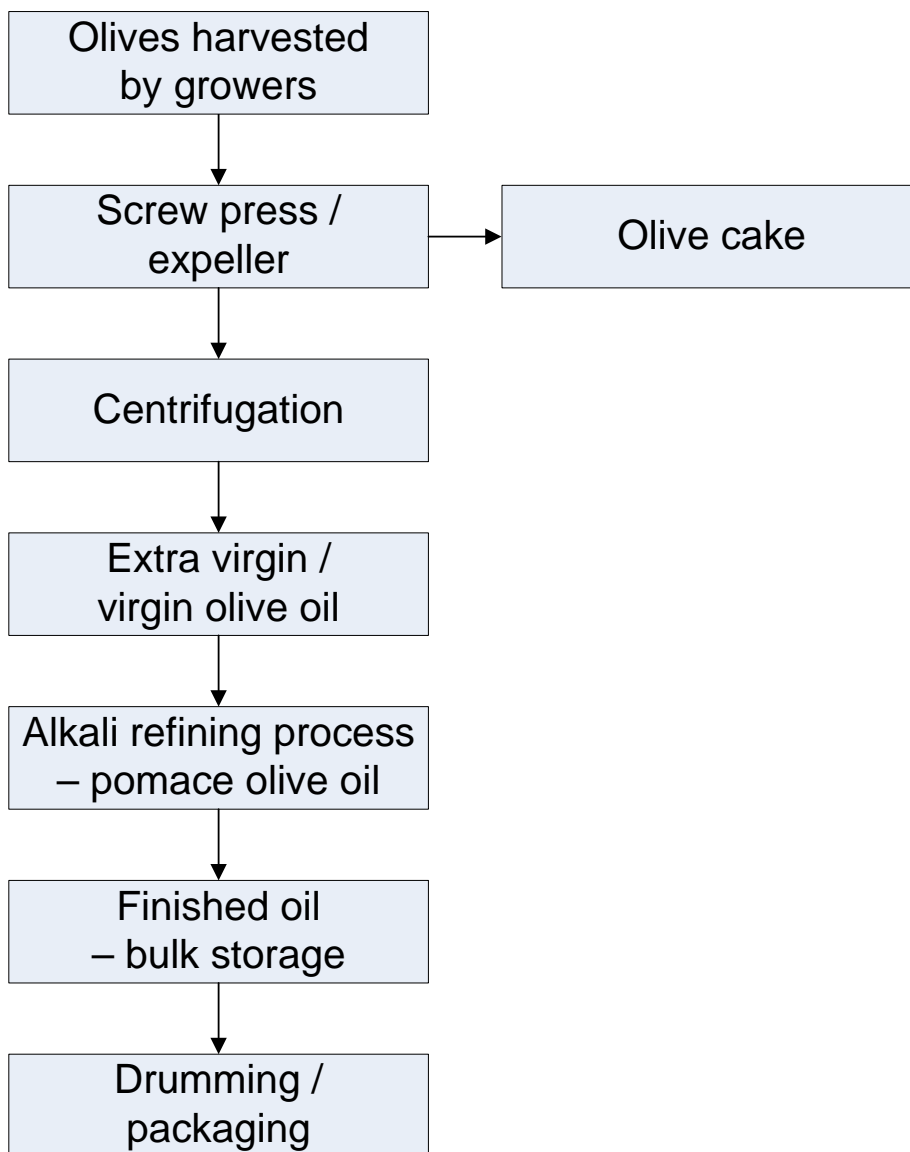 Olives harvested
by growers
Screw press /
expeller
Olive cake
Centrifugation
Extra virgin /
virgin olive oil
Alkali refining process
– pomace olive oil
Finished oil
– bulk storage
Drumming /
packaging